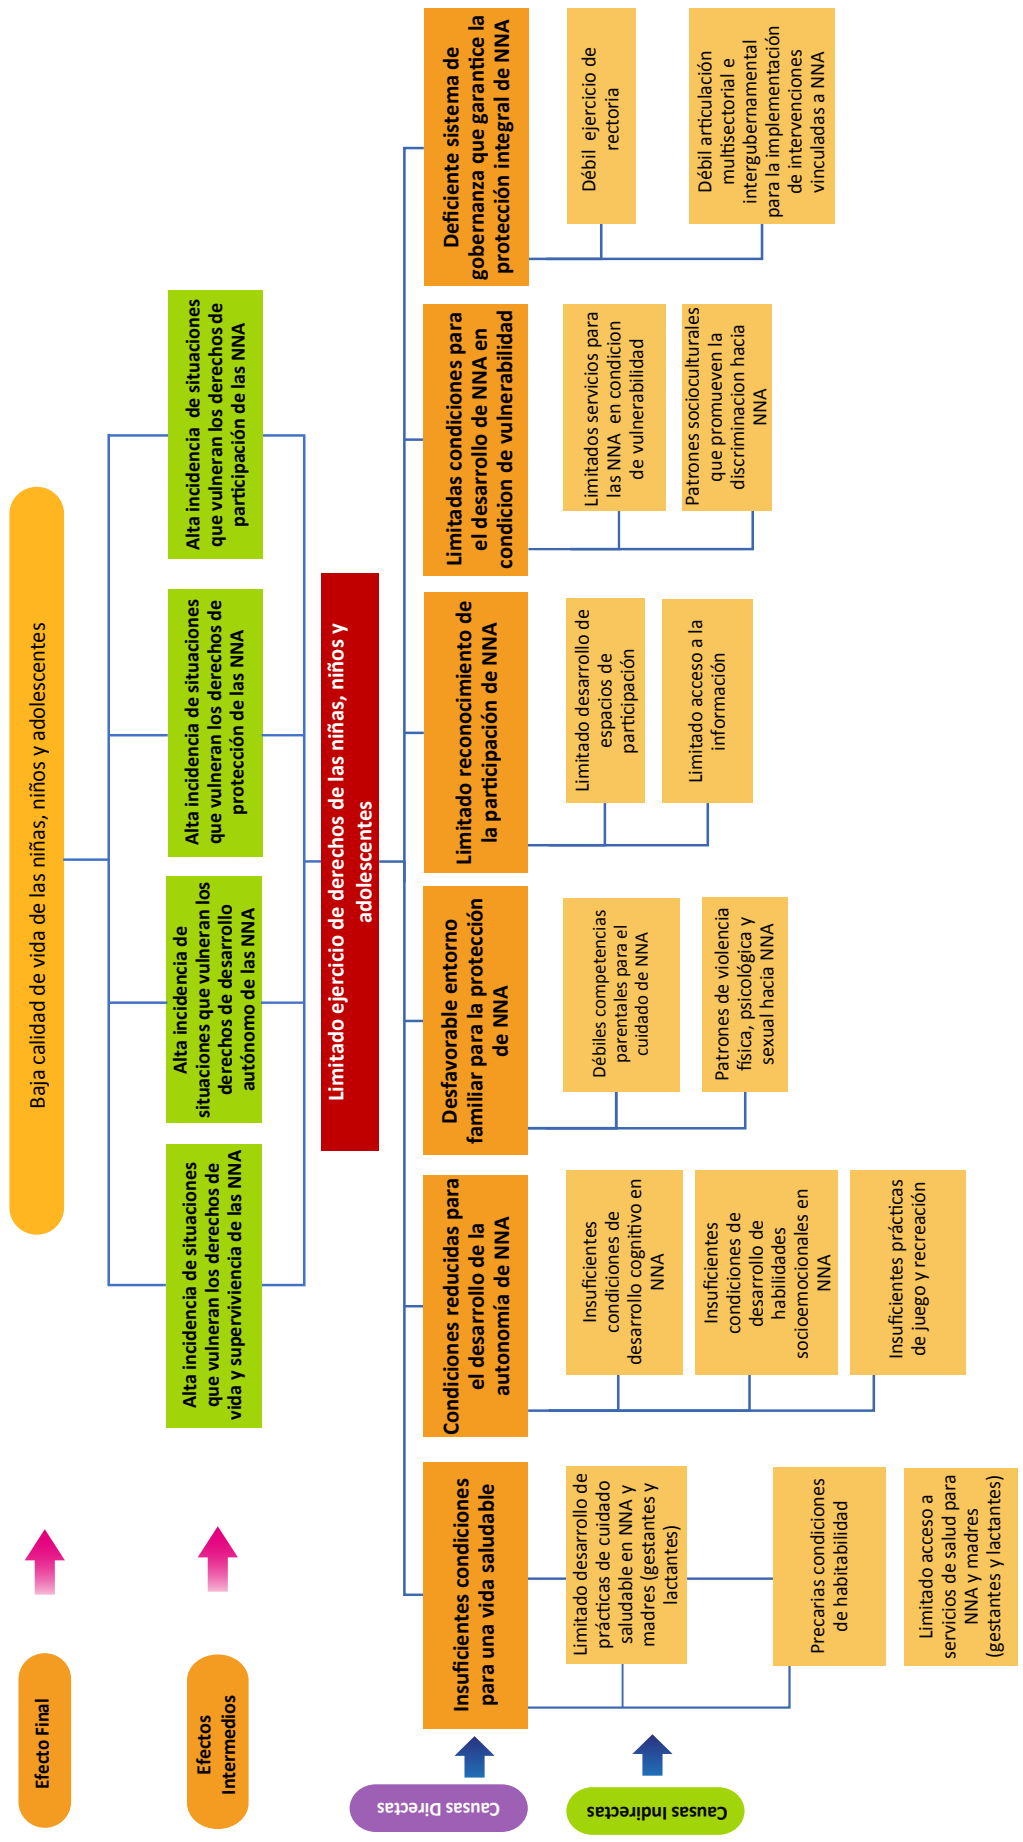 Efecto Final
Baja calidad de vida de las niñas, niños y adolescentes
Efectos
Intermedios
Alta incidencia de situaciones
que vulneran los derechos de
vida y superviviencia de las NNA
Alta incidencia de
situaciones que vulneran los
derechos de desarrollo
autónomo de las NNA
Alta incidencia de situaciones
que vulneran los derechos de
protección de las NNA
Alta incidencia  de situaciones
que vulneran los derechos de
participación de las NNA
Limitado ejercicio de derechos de las niñas, niños y
adolescentes
Causas Directas
Insuficientes condiciones
para una vida saludable
Condiciones reducidas para
el desarrollo de la
autonomía de NNA
Desfavorable entorno
familiar para la protección
de NNA
Limitado reconocimiento de
la participación de NNA
Limitadas condiciones para
el desarrollo de NNA en
condicion de vulnerabilidad
Deficiente sistema de
gobernanza que garantice la
protección integral de NNA
Causas Indirectas
Limitado desarrollo de
prácticas de cuidado
saludable en NNA y
madres (gestantes y
lactantes)
Precarias condiciones
de habitabilidad
Limitado acceso a
servicios de salud para
NNA y madres
(gestantes y lactantes)
Insuficientes
condiciones de
desarrollo cognitivo en
NNA
Insuficientes
condiciones de
desarrollo de
habilidades
socioemocionales en
NNA
Insuficientes prácticas
de juego y recreación
Débiles competencias
parentales para el
cuidado de NNA
Patrones de violencia
física, psicológica y
sexual hacia NNA
Limitado desarrollo de
espacios de
participación
Limitado acceso a la
información
Limitados servicios para
las NNA  en condicion
de vulnerabilidad
Patrones socioculturales
que promueven la
discriminacion hacia
NNA
Débil  ejercicio de
rectoria
Débil articulación
multisectorial e
intergubernamental
para la implementación
de intervenciones
vinculadas a NNA